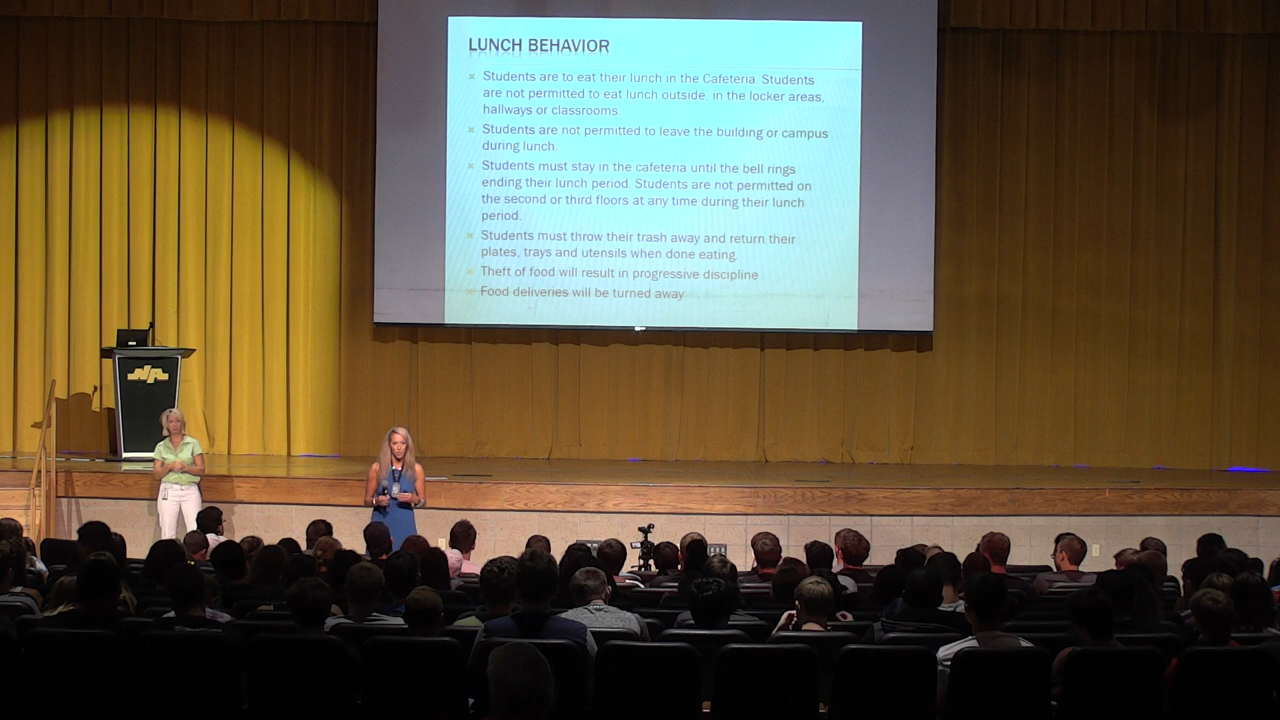 LUNCH BEHAVIOR
Students are to eat their lunch in the Cafeteria. Students
are not permitted to eat lunch outside, in the locker areas,
hallways or classrooms.
Students are not permitted to leave the building or campus
during lunch.
Students must stay in the cafeteria until the bell rings
ending their lunch period. Students are not permitted on
the second or third floors at any time during their lunch
period.
Students must throw their trash away and return their
plates, trays and utensils when done eating.
Theft of food will result in progressive discipline
Food deliveries will be turned away
NA